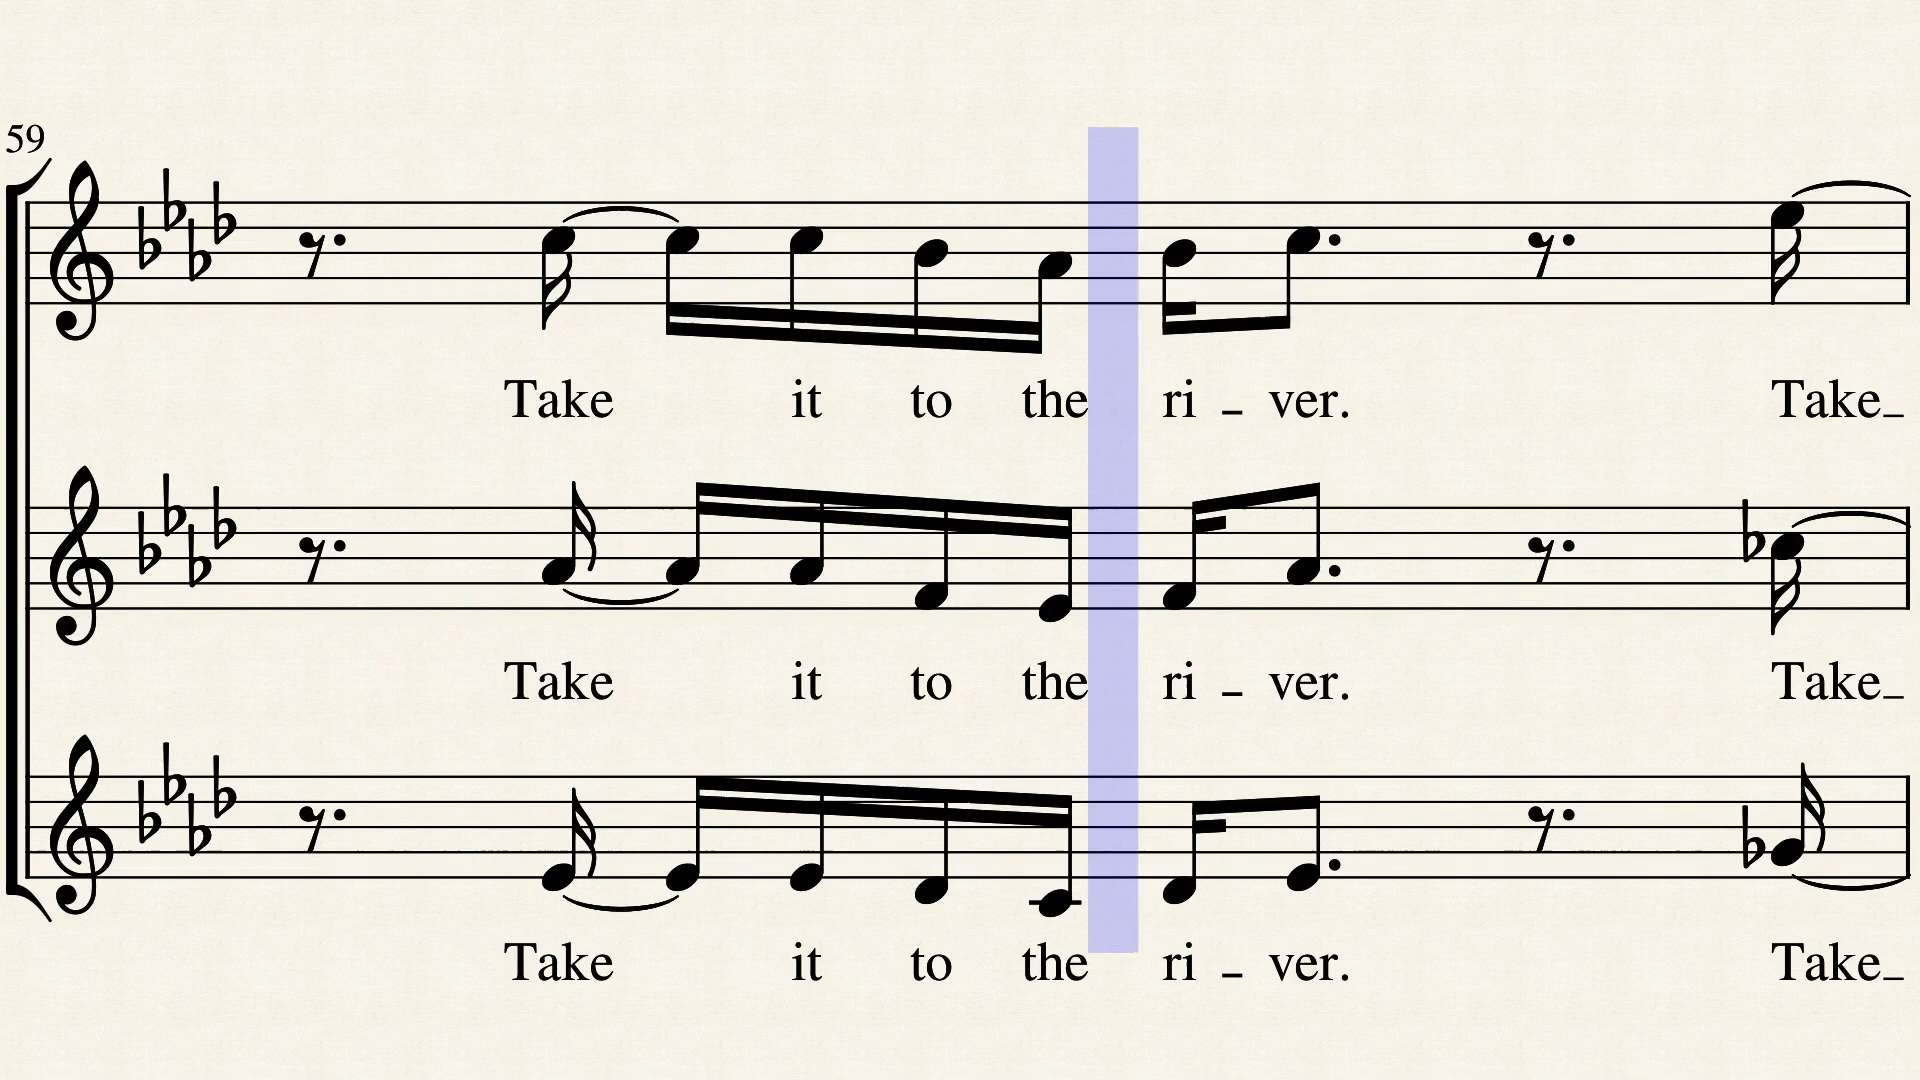 59
Take it to the ri - ver. Take_
Take it to the ri - ver. Take_
Take it to the ri - ver. Take_